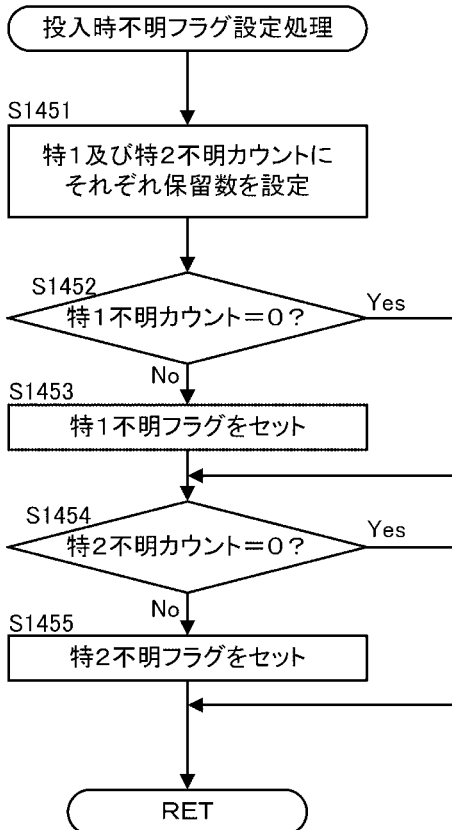 投入時不明フラグ設定処理
S1451
特1及び特2不明カウントに
それぞれ保留数を設定
S1452
特1不明カウント=0?
Yes
No
S1453
特1不明フラグをセット
S1454
特2不明カウント=0?
Yes
No
S1455
特2不明フラグをセット
RET